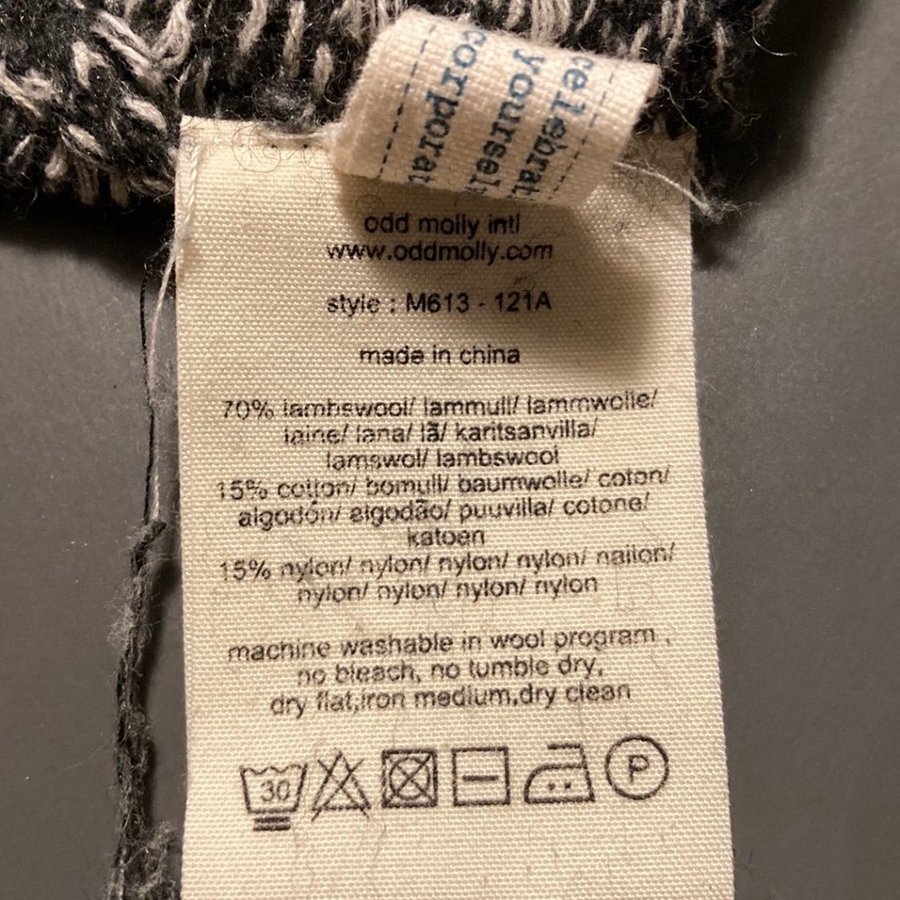 celebrat
yoursel
corporat
odd molly intl
www.oddmolly.com
style : M613 - 121A
made in china
70% lambswool/ lammull/ lammwolle/
laine/ lana/ lã/ karitsanvilla/
lamswol/ lambswool
15% cotton/ bomull/ baumwolle/ coton/
algodón/ algodão/ puuvilla/ cotone/
katoen
15% nylon/ nylon/ nylon/ nylon/ nailon/
nylon/ nylon/ nylon/ nylon
machine washable in wool program .
no bleach, no tumble dry,
dry flat,iron medium,dry clean
30 P